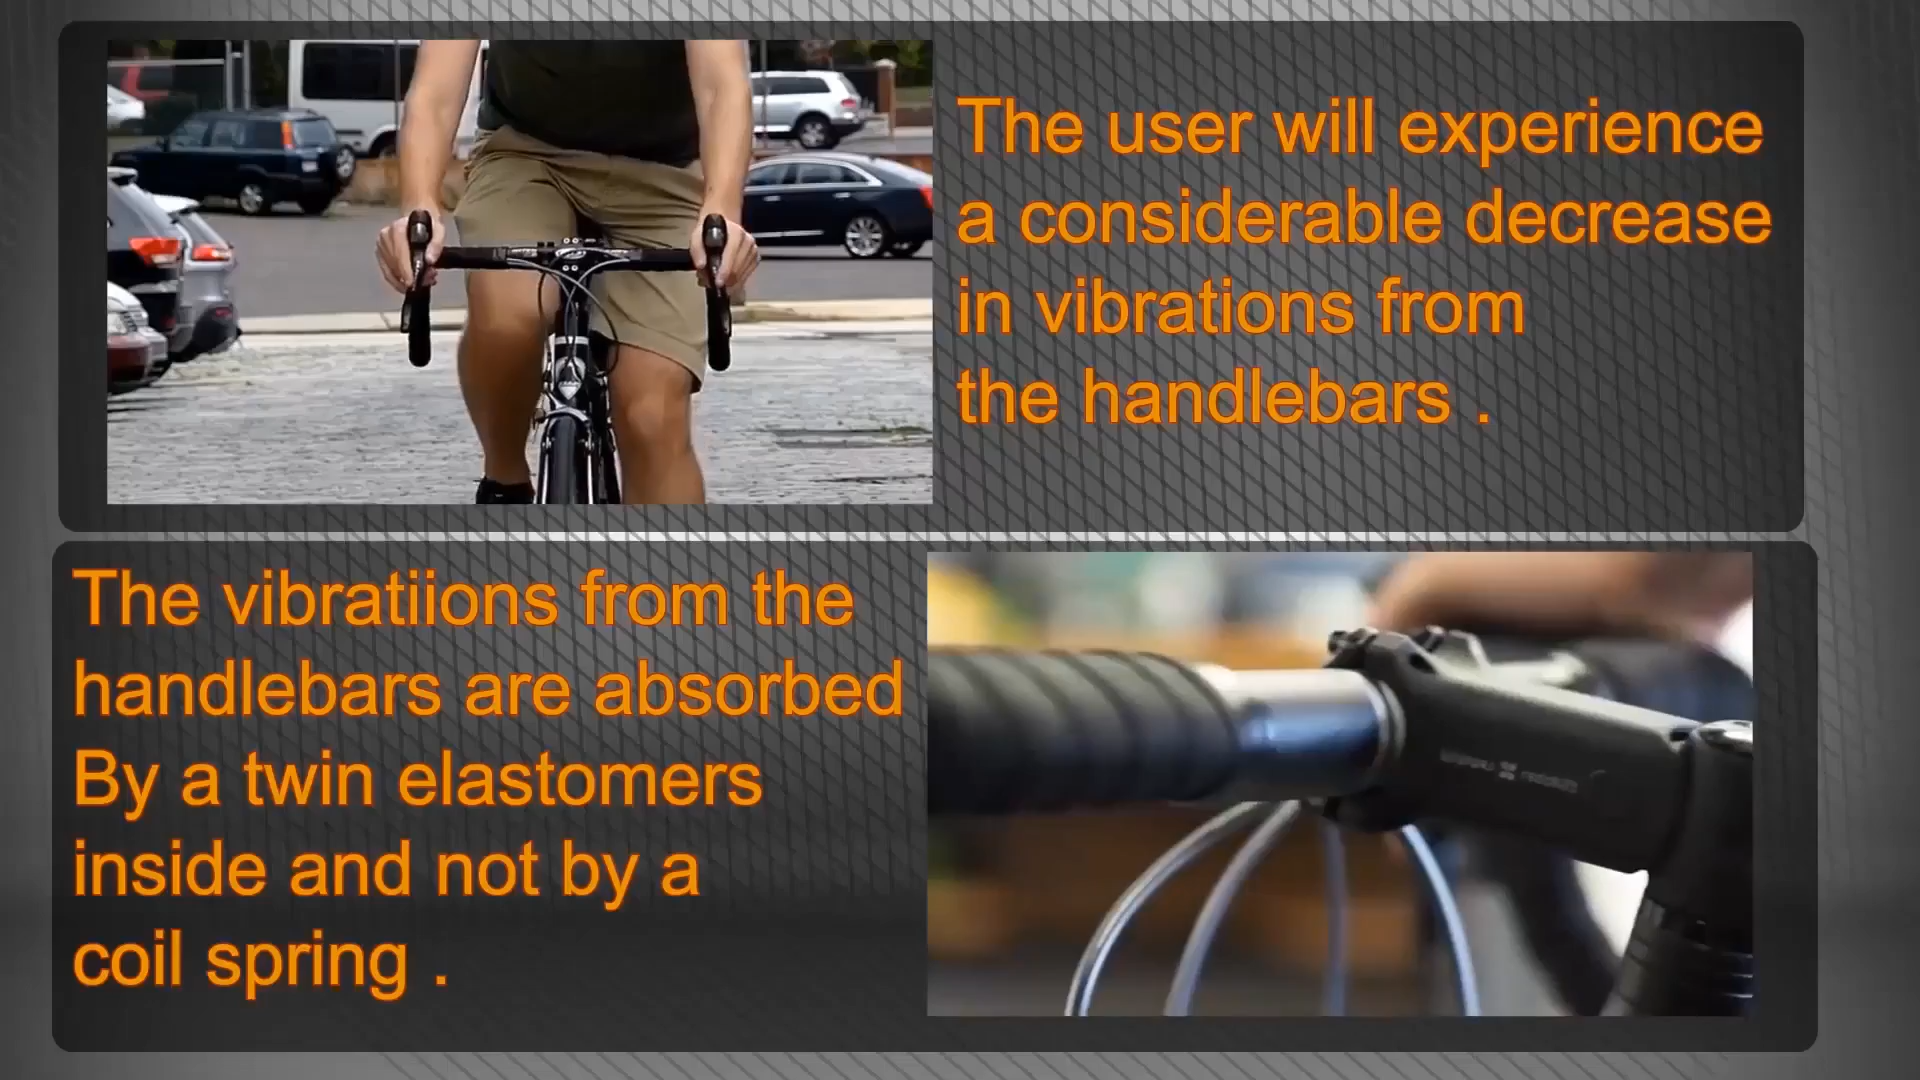 The user will experience
a considerable decrease
in vibrations from
the handlebars .
The vibratiions from the
handlebars are absorbed
By a twin elastomers
inside and not by a
coil spring .